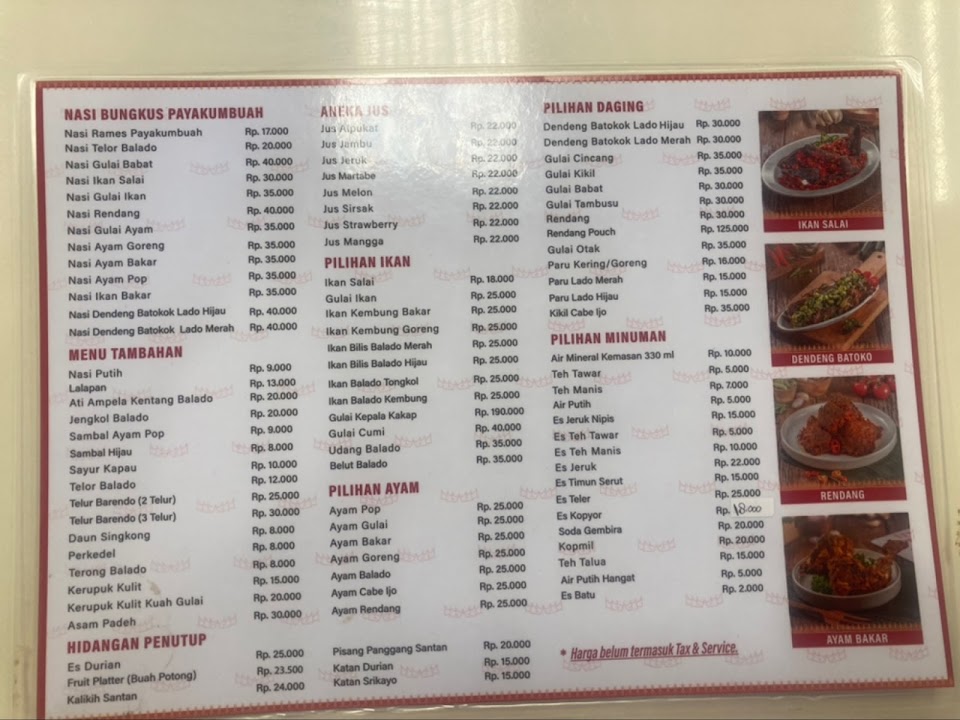 NASI BUNGKUS PAYAKUMBUAH
Nasi Rames Payakumbuah Rp. 17.000
Nasi Telor Balado Rp. 20.000
Nasi Gulai Babat Rp. 40.000
Nasi Ikan Salai Rp. 30.000
Nasi Gulai Ikan Rp. 35.000
Nasi Rendang Rp. 40.000
Nasi Gulai Ayam Rp. 35.000
Nasi Ayam Goreng Rp. 35.000
Nasi Ayam Bakar Rp. 35.000
Nasi Ayam Pop Rp. 35.000
Nasi Ikan Bakar Rp. 35.000
Nasi Dendeng Batokok Lado Hijau Rp. 40.000
Nasi Dendeng Batokok Lado Merah Rp. 40.000
MENU TAMBAHAN
Nasi Putih Rp. 9.000
Lalapan Rp. 13.000
Ati Ampela Kentang Balado Rp. 20.000
Jengkol Balado Rp. 20.000
Sambal Ayam Pop Rp. 9.000
Sambal Hijau Rp. 8.000
Sayur Kapau Rp. 10.000
Telor Balado Rp. 12.000
Telur Barendo (2 Telur) Rp. 25.000
Telur Barendo (3 Telur) Rp. 30.000
Daun Singkong Rp. 8.000
Perkedel Rp. 8.000
Terong Balado Rp. 8.000
Kerupuk Kulit Rp. 15.000
Kerupuk Kulit Kuah Gulai Rp. 20.000
Asam Padeh Rp. 30.000
HIDANGAN PENUTUP
Es Durian Rp. 25.000
Fruit Platter (Buah Potong) Rp. 23.500
Kalikih Santan Rp. 24.000
ANEKA JUS
Jus Alpukat Rp. 22.000
Jus Jambu Rp. 22.000
Jus Jeruk Rp. 22.000
Jus Martabe Rp. 22.000
Jus Melon Rp. 22.000
Jus Sirsak Rp. 22.000
Jus Strawberry Rp. 22.000
Jus Mangga Rp. 22.000
PILIHAN IKAN
Ikan Salai Rp. 18.000
Gulai Ikan Rp. 25.000
Ikan Kembung Bakar Rp. 25.000
Ikan Kembung Goreng Rp. 25.000
Ikan Bilis Balado Merah Rp. 25.000
Ikan Bilis Balado Hijau Rp. 25.000
Ikan Balado Tongkol Rp. 25.000
Ikan Balado Kembung Rp. 25.000
Gulai Kepala Kakap Rp. 190.000
Gulai Cumi Rp. 40.000
Udang Balado Rp. 35.000
Belut Balado Rp. 35.000
PILIHAN AYAM
Ayam Pop Rp. 25.000
Ayam Gulai Rp. 25.000
Ayam Bakar Rp. 25.000
Ayam Goreng Rp. 25.000
Ayam Balado Rp. 25.000
Ayam Cabe Ijo Rp. 25.000
Ayam Rendang Rp. 25.000
Pisang Panggang Santan Rp. 20.000
Katan Durian Rp. 15.000
Katan Srikayo Rp. 15.000
PILIHAN DAGING
Dendeng Batokok Lado Hijau Rp. 30.000
Dendeng Batokok Lado Merah Rp. 30.000
Gulai Cincang Rp. 35.000
Gulai Kikil Rp. 35.000
Gulai Babat Rp. 30.000
Gulai Tambusu Rp. 30.000
Rendang Rp. 30.000
Rendang Pouch Rp. 125.000
Gulai Otak Rp. 35.000
Paru Kering/Goreng Rp. 16.000
Paru Lado Merah Rp. 15.000
Paru Lado Hijau Rp. 15.000
Kikil Cabe Ijo Rp. 35.000
PILIHAN MINUMAN
Air Mineral Kemasan 330 ml Rp. 10.000
Teh Tawar Rp. 5.000
Teh Manis Rp. 7.000
Air Putih Rp. 5.000
Es Jeruk Nipis Rp. 15.000
Es Teh Tawar Rp. 5.000
Es Teh Manis Rp. 10.000
Es Jeruk Rp. 22.000
Es Timun Serut Rp. 15.000
Es Teler Rp. 25.000
Es Kopyor Rp. 18.000
Soda Gembira Rp. 20.000
Kopmil Rp. 20.000
Teh Talua Rp. 15.000
Air Putih Hangat Rp. 5.000
Es Batu Rp. 2.000
* Harga belum termasuk Tax & Service.
IKAN SALAI
DENDENG BATOKO
RENDANG
AYAM BAKAR